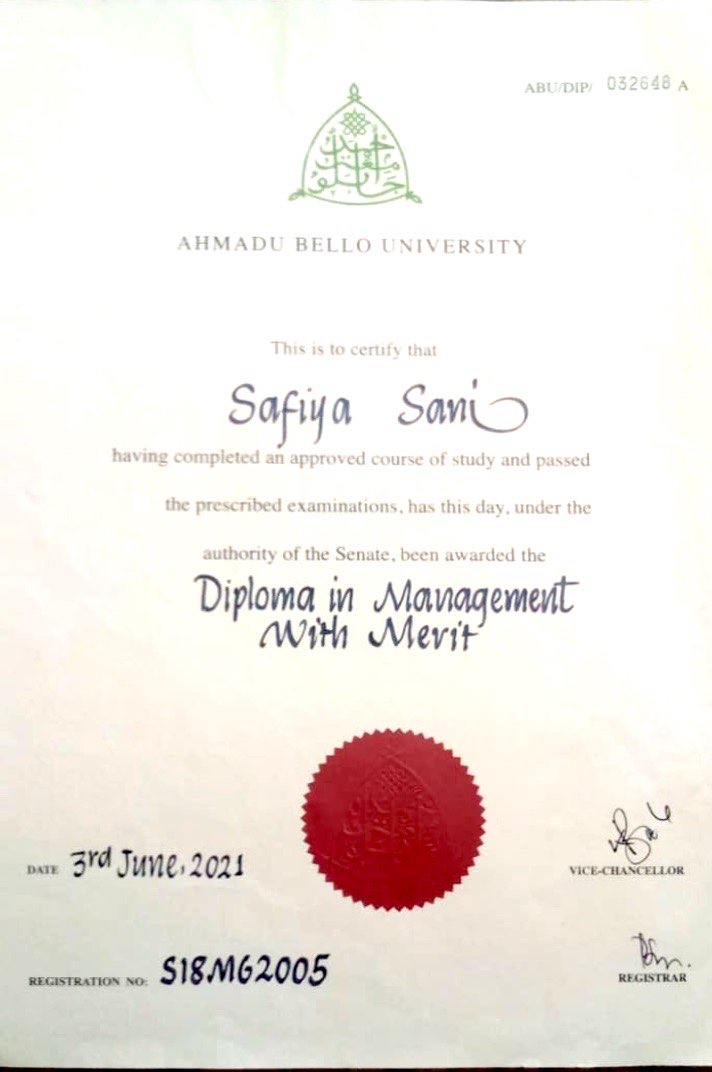 ABU/DIP/ 032648 A
AHMADU BELLO UNIVERSITY
This is to certify that
Safiya Sani
having completed an approved course of study and passed
the prescribed examinations, has this day, under the
authority of the Senate, been awarded the
Diploma in Management
With Merit
DATE 3rd June, 2021
VICE-CHANCELLOR
REGISTRATION NO: S18MG2005
REGISTRAR